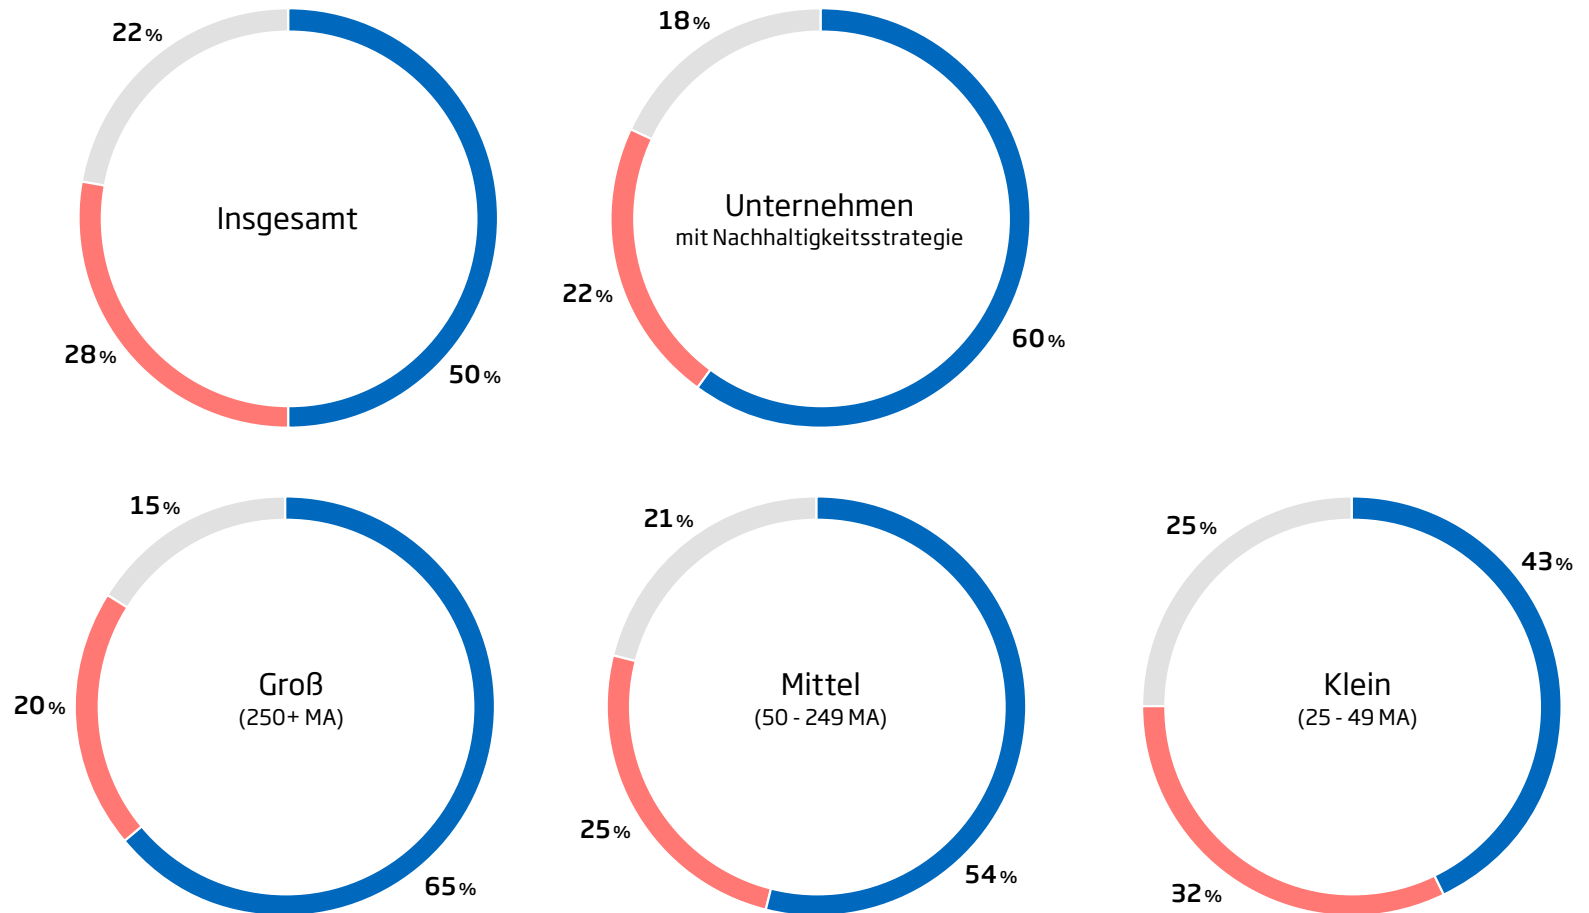 22%
Insgesamt
28%
50%
18%
Unternehmen
mit Nachhaltigkeitsstrategie
22%
60%
15%
Groß
(250+ MA)
20%
65%
21%
Mittel
(50 - 249 MA)
25%
54%
25%
43%
Klein
(25 - 49 MA)
32%